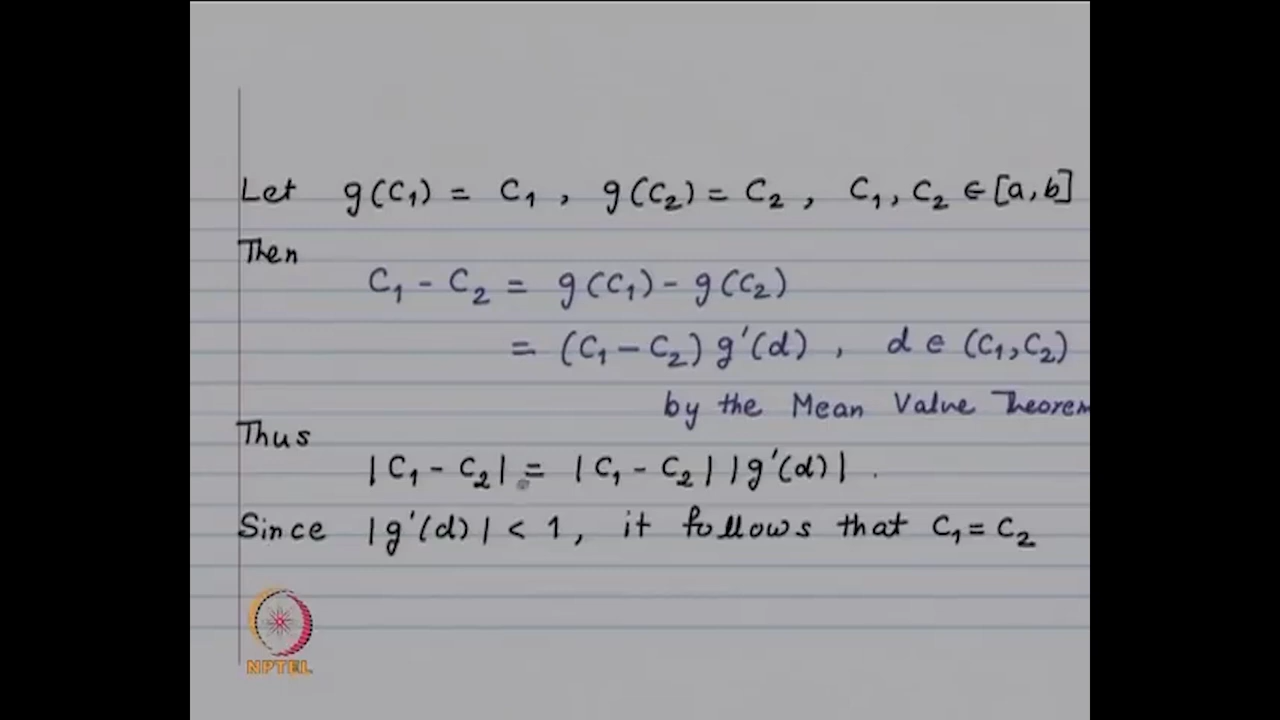 Let g(C₁) = C₁ , g(C₂) = C₂ , C₁, C₂ ∈ [a, b]
Then
C₁ - C₂ = g(C₁) - g(C₂)
= (C₁ - C₂) g'(d) , d ∈ (C₁, C₂)
by the Mean Value Theorem
Thus
|C₁ - C₂| = |C₁ - C₂| |g'(d)| .
Since |g'(d)| < 1, it follows that C₁ = C₂
NPTEL